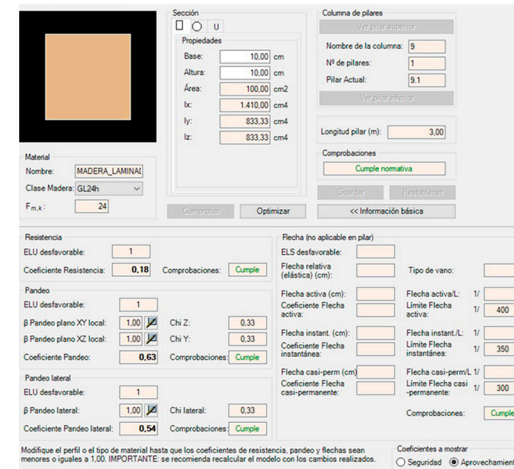 Sección
U
Propiedades
Base: 10,00 cm
Altura: 10,00 cm
Área: 100,00 cm2
Ix: 1.410,00 cm4
Iy: 833,33 cm4
Iz: 833,33 cm4
Columna de pilares
Ver pilar superior
Nombre de la columna: 9
Nº de pilares: 1
Pilar Actual: 9.1
Ver pilar inferior
Longitud pilar (m): 3,00
Material
Nombre: MADERA_LAMINAI
Clase Madera: GL24h
Fm,k: 24
Comprobaciones
Cumple normativa
Guardar Restablecer
Comprobar Optimizar << Información básica
Resistencia
ELU desfavorable: 1
Coeficiente Resistencia: 0,18 Comprobaciones: Cumple
Pandeo
ELU desfavorable: 1
β Pandeo plano XY local: 1,00 Chi Z: 0,33
β Pandeo plano XZ local: 1,00 Chi Y: 0,33
Coeficiente Pandeo: 0,63 Comprobaciones: Cumple
Pandeo lateral
ELU desfavorable: 1
β Pandeo lateral: 1,00 Chi lateral: 0,33
Coeficiente Pandeo lateral: 0,54 Comprobaciones: Cumple
Flecha (no aplicable en pilar)
ELS desfavorable:
Flecha relativa (elástica) (cm): Tipo de vano:
Flecha activa (cm): Flecha activa/L: 1/
Coeficiente Flecha activa: Límite Flecha activa: 1/ 400
Flecha instant. (cm): Flecha instant./L: 1/
Coeficiente Flecha instantánea: Límite Flecha instantánea: 1/ 350
Flecha casi-perm (cm) Flecha casi-perm/L 1/
Coeficiente Flecha casi-permanente: Límite Flecha casi -permanente: 1/ 300
Comprobaciones: Cumple
Modifique el perfil o el tipo de material hasta que los coeficientes de resistencia, pandeo y flechas sean
menores o iguales a 1,00. IMPORTANTE: se recomienda recalcular el modelo con los cambios realizados.
Coeficientes a mostrar
Seguridad Aprovechamien